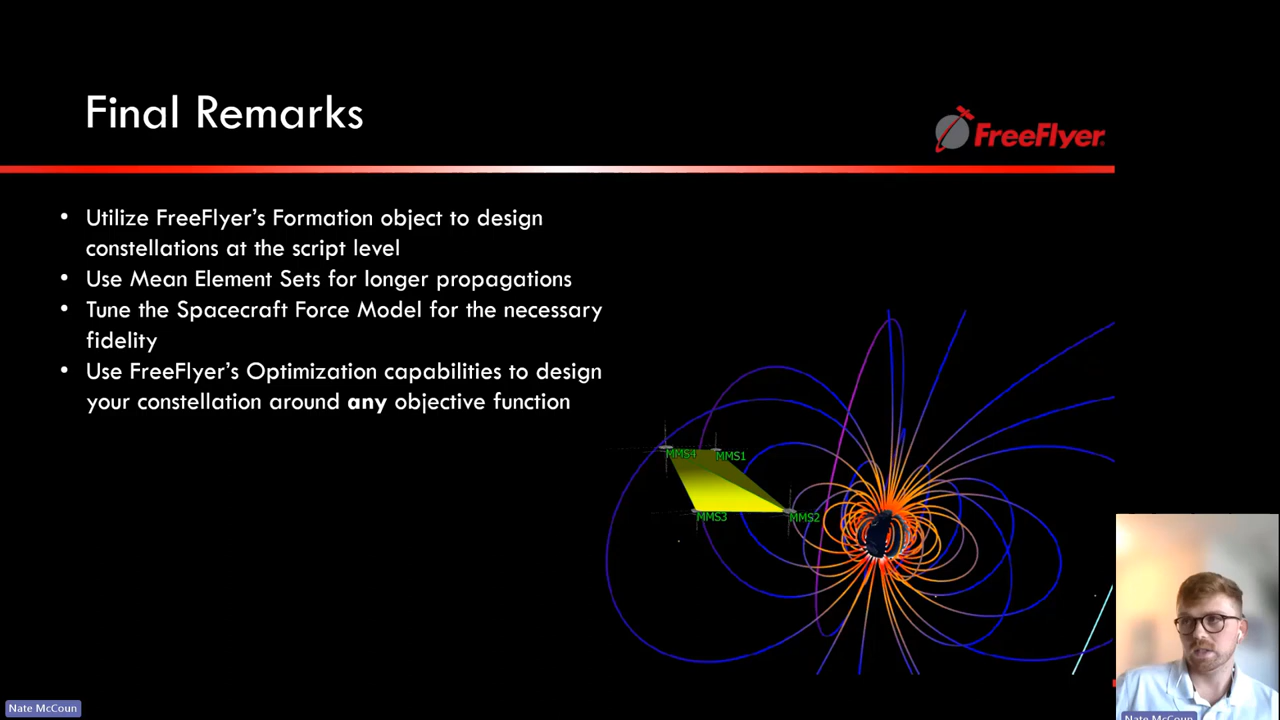 Final Remarks
FreeFlyer
• Utilize FreeFlyer's Formation object to design
constellations at the script level
• Use Mean Element Sets for longer propagations
• Tune the Spacecraft Force Model for the necessary
fidelity
• Use FreeFlyer's Optimization capabilities to design
your constellation around any objective function
MMS4
MMS1
MMS3
MMS2
Nate McCoun
Nate McCoun